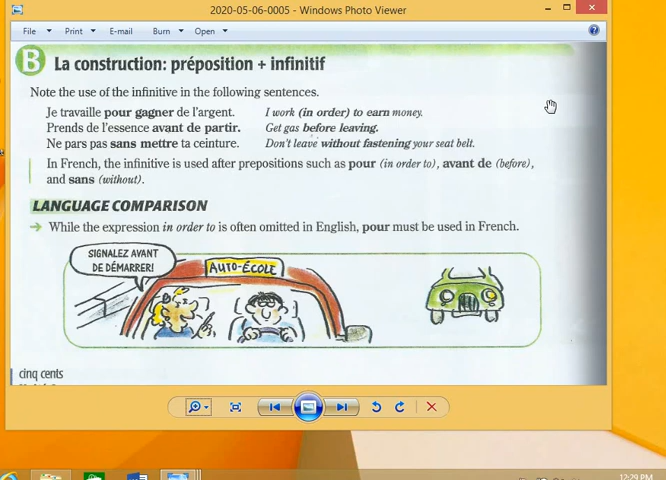 2020-05-06-0005 - Windows Photo Viewer
File Print E-mail Burn Open
B La construction: préposition + infinitif
Note the use of the infinitive in the following sentences.
Je travaille pour gagner de l'argent. I work (in order) to earn money.
Prends de l'essence avant de partir. Get gas before leaving.
Ne pars pas sans mettre ta ceinture. Don't leave without fastening your seat belt.
In French, the infinitive is used after prepositions such as pour (in order to), avant de (before),
and sans (without).
LANGUAGE COMPARISON
→ While the expression in order to is often omitted in English, pour must be used in French.
SIGNALEZ AVANT
DE DÉMARRER!
AUTO-ÉCOLE
cinq cents
12:29 PM